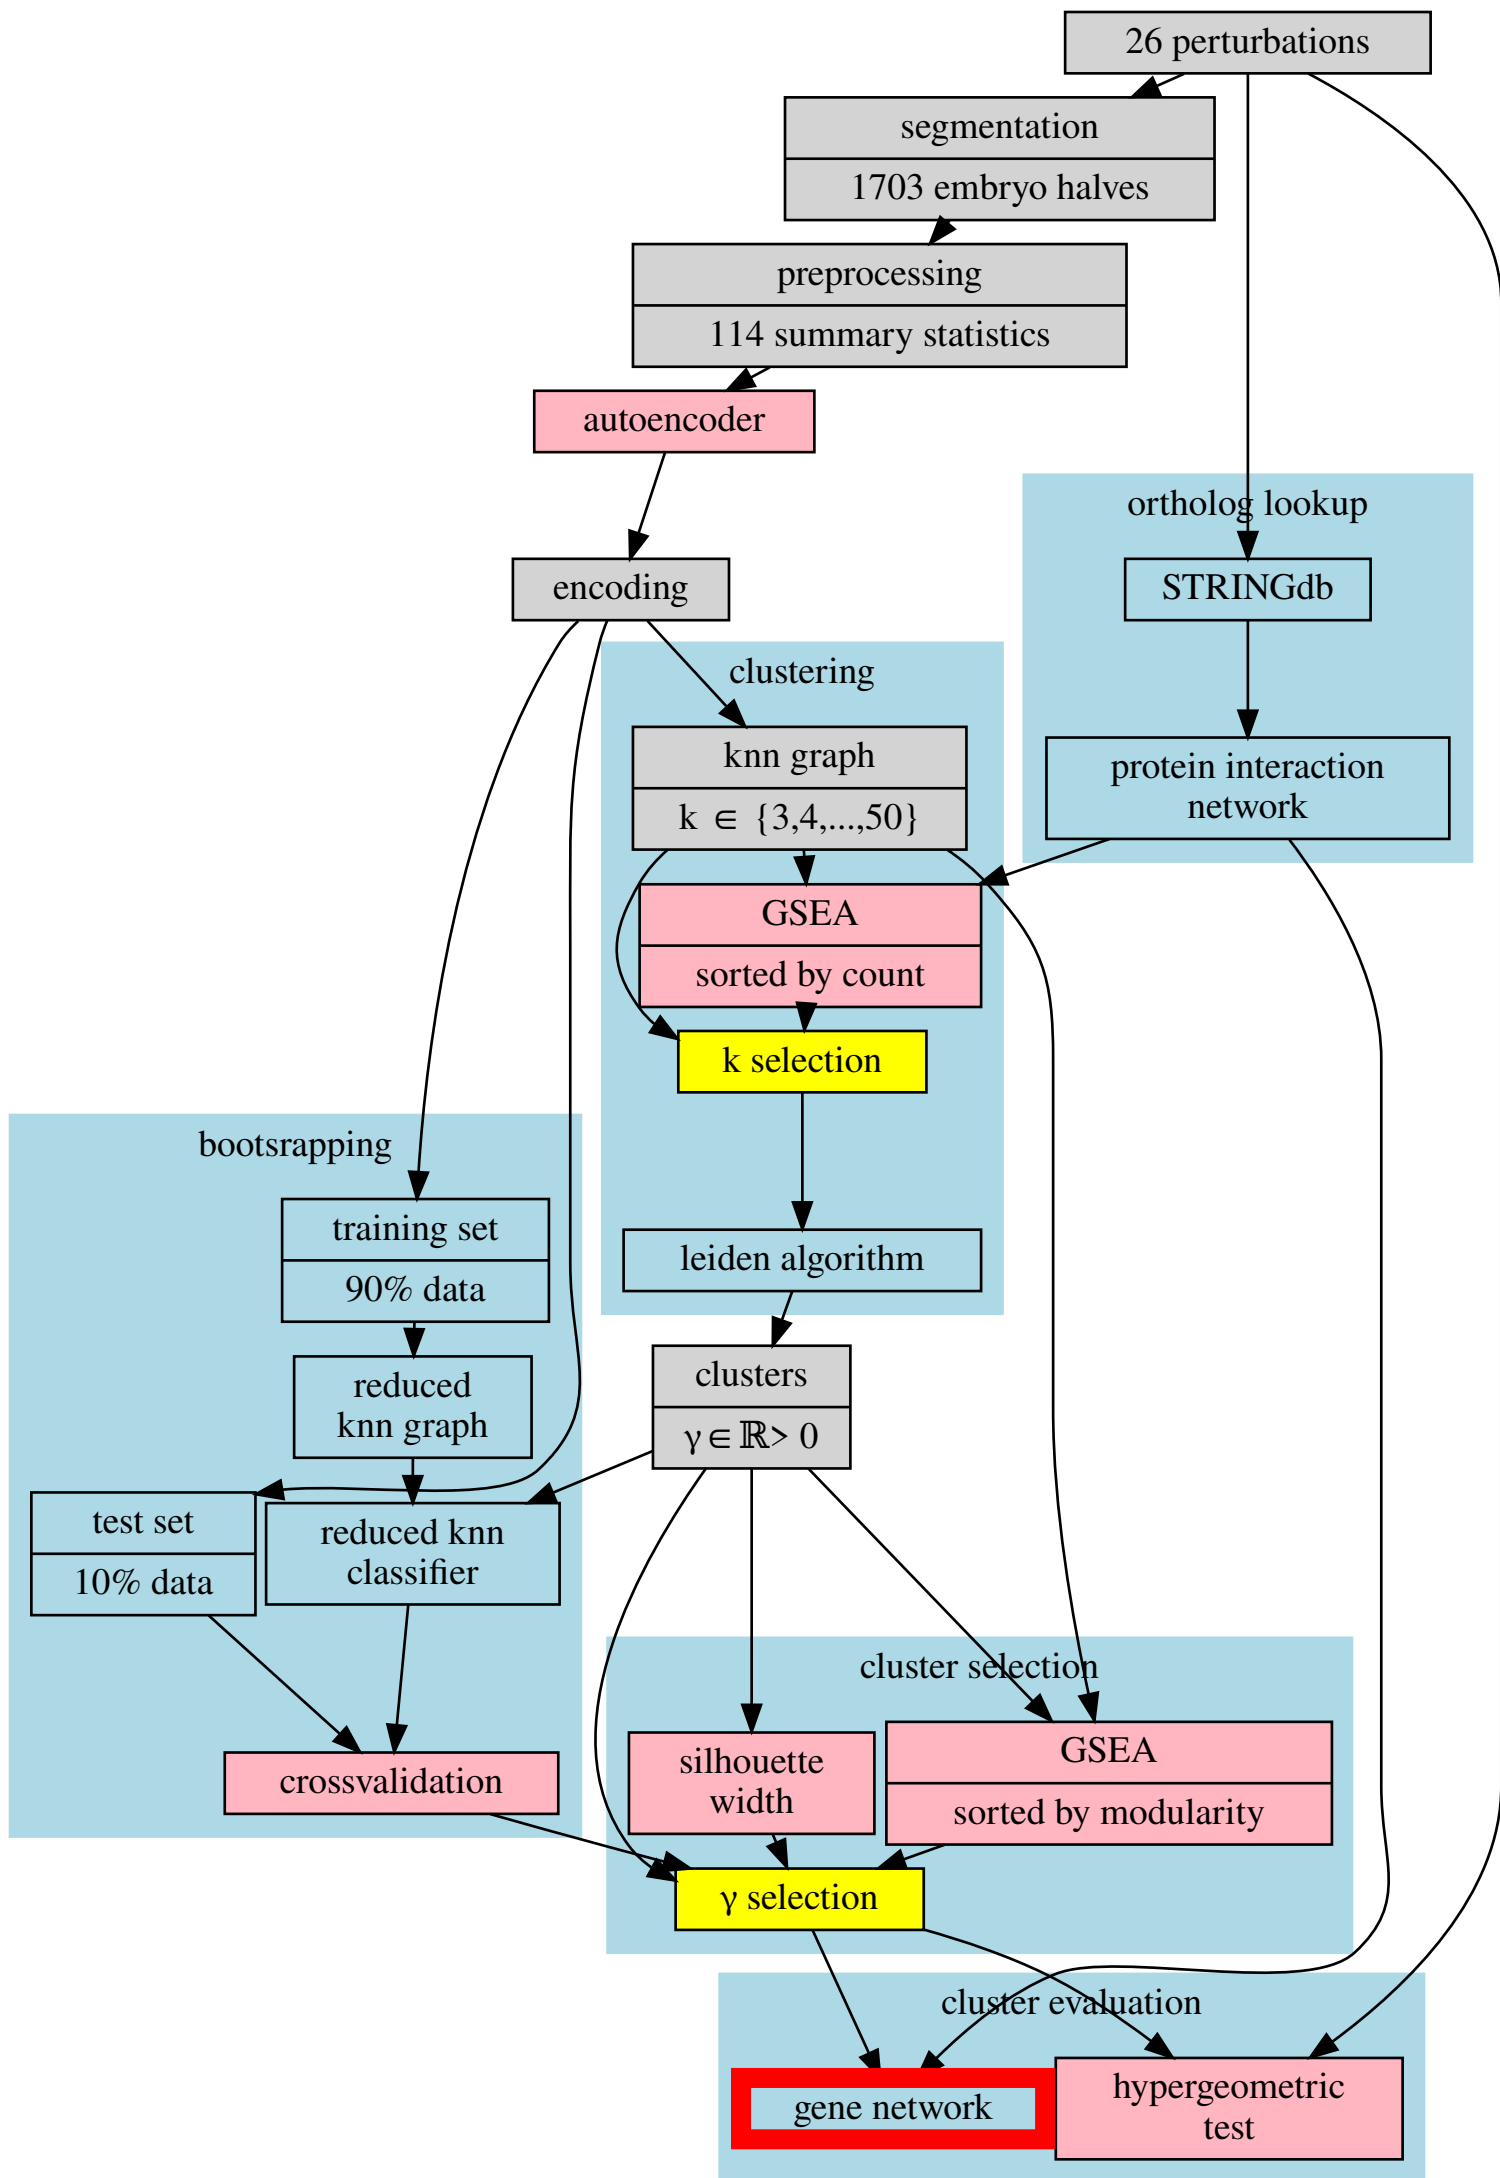 26 perturbations
segmentation
1703 embryo halves
preprocessing
114 summary statistics
autoencoder
ortholog lookup
STRINGdb
encoding
clustering
knn graph
k ∈ {3,4,...,50}
protein interaction
network
GSEA
sorted by count
k selection
bootsrapping
training set
90% data
leiden algorithm
reduced
knn graph
clusters
γ∈ℝ> 0
test set
10% data
reduced knn
classifier
cluster selection
silhouette
width
GSEA
sorted by modularity
crossvalidation
γ selection
cluster evaluation
gene network
hypergeometric
test